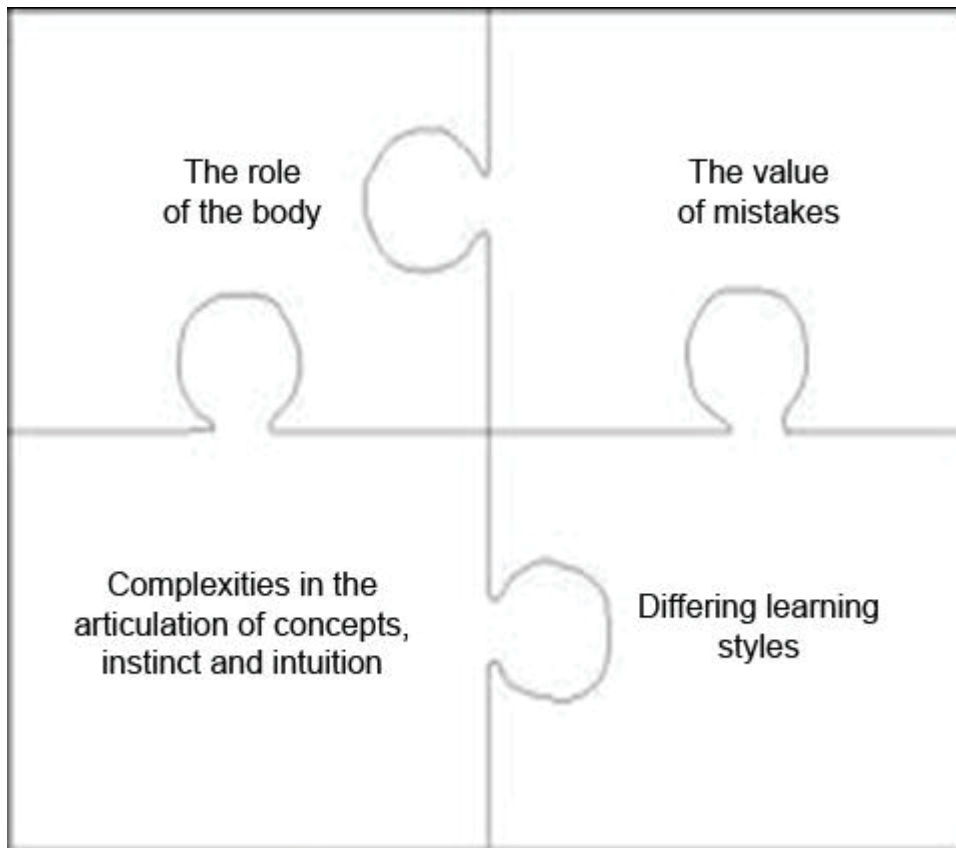 The role
of the body
The value
of mistakes
Complexities in the
articulation of concepts,
instinct and intuition
Differing learning
styles